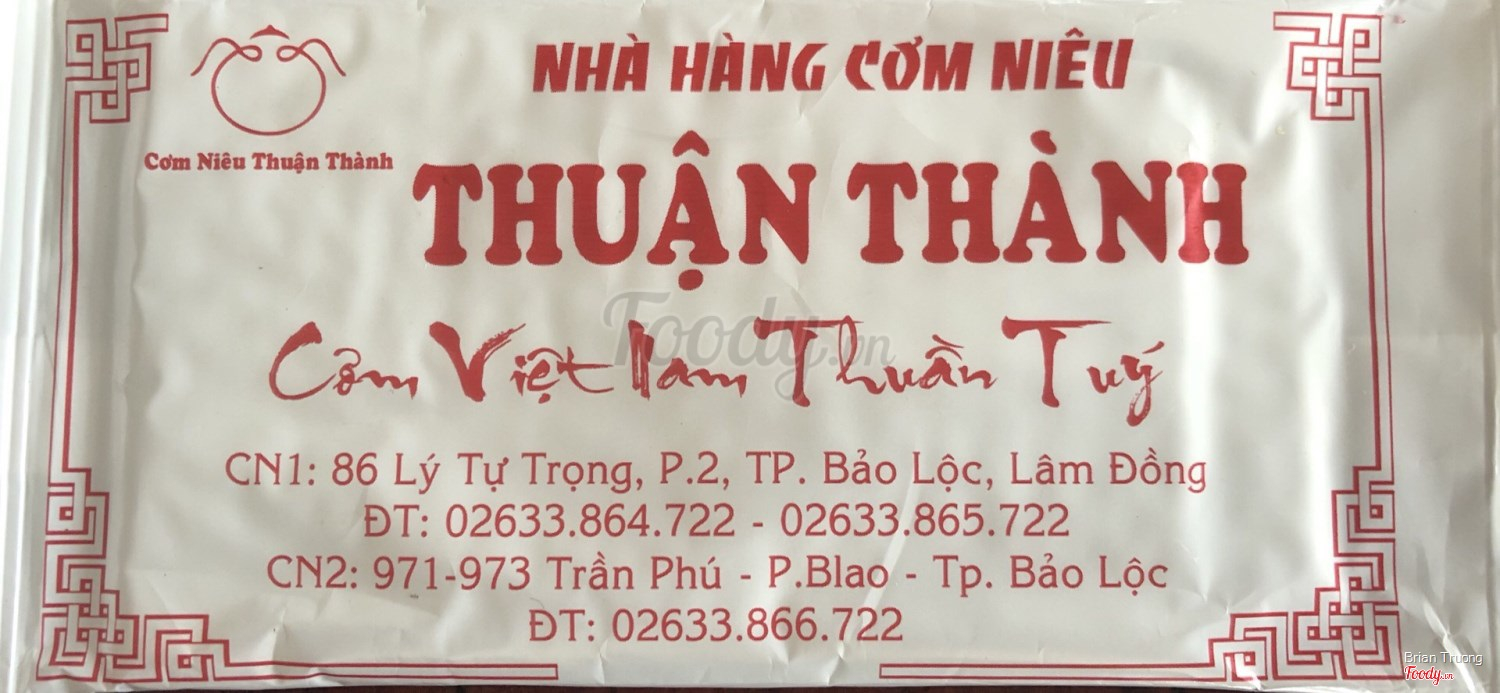 NHÀ HÀNG CƠM NIÊU
Cơm Niêu Thuận Thành
THUẬN THÀNH
Foody.vn
Cơm Việt Nam Thuần Tuý
CN1: 86 Lý Tự Trọng, P.2, TP. Bảo Lộc, Lâm Đồng
ĐT: 02633.864.722 - 02633.865.722
CN2: 971-973 Trần Phú - P.Blao - Tp. Bảo Lộc
ĐT: 02633.866.722
Brian Truong
Foody.vn